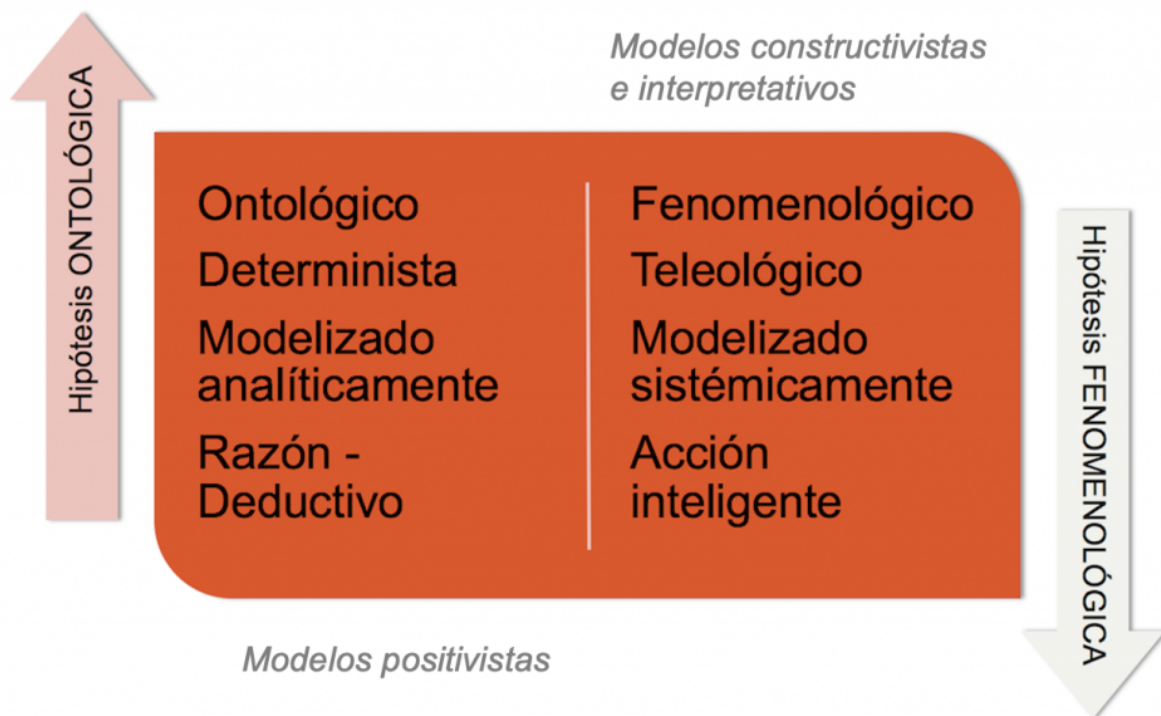 Modelos constructivistas
e interpretativos
Hipótesis ONTOLÓGICA
Ontológico
Determinista
Modelizado
analíticamente
Razón -
Deductivo
Fenomenológico
Teleológico
Modelizado
sistémicamente
Acción
inteligente
Hipótesis FENOMENOLÓGICA
Modelos positivistas